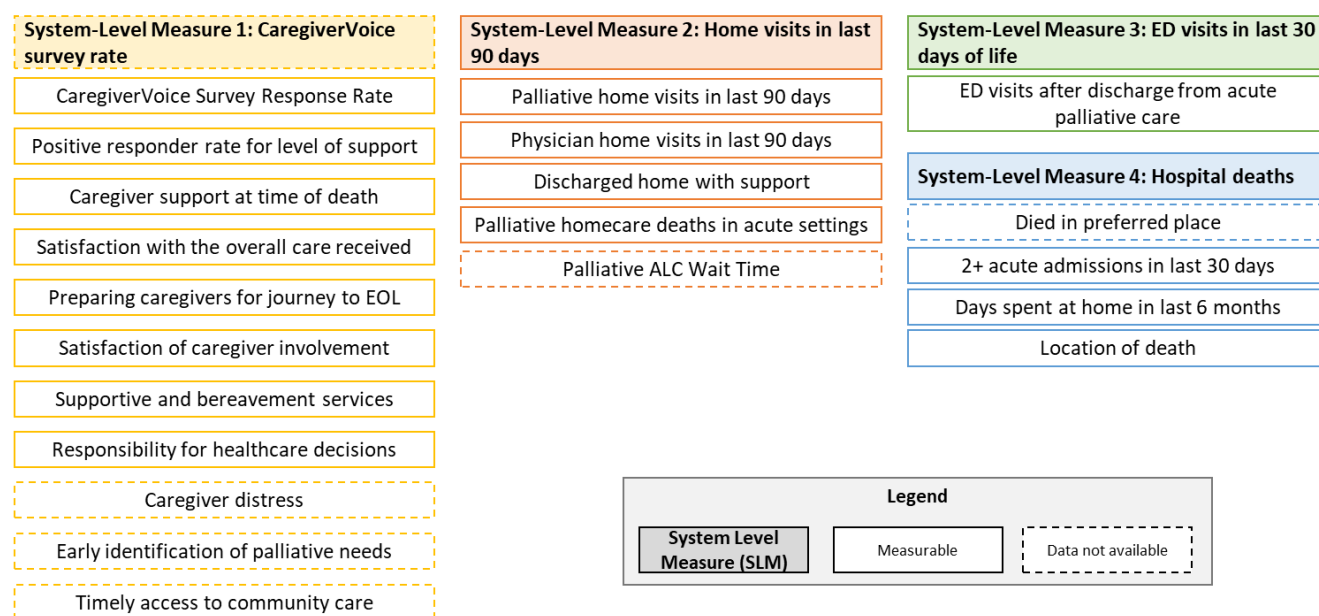 System-Level Measure 1: CaregiverVoice
survey rate
CaregiverVoice Survey Response Rate
Positive responder rate for level of support
Caregiver support at time of death
Satisfaction with the overall care received
Preparing caregivers for journey to EOL
Satisfaction of caregiver involvement
Supportive and bereavement services
Responsibility for healthcare decisions
Caregiver distress
Early identification of palliative needs
Timely access to community care
System-Level Measure 2: Home visits in last
90 days
Palliative home visits in last 90 days
Physician home visits in last 90 days
Discharged home with support
Palliative homecare deaths in acute settings
Palliative ALC Wait Time
System-Level Measure 3: ED visits in last 30
days of life
ED visits after discharge from acute
palliative care
System-Level Measure 4: Hospital deaths
Died in preferred place
2+ acute admissions in last 30 days
Days spent at home in last 6 months
Location of death
Legend
System Level
Measure (SLM)
Measurable
Data not available